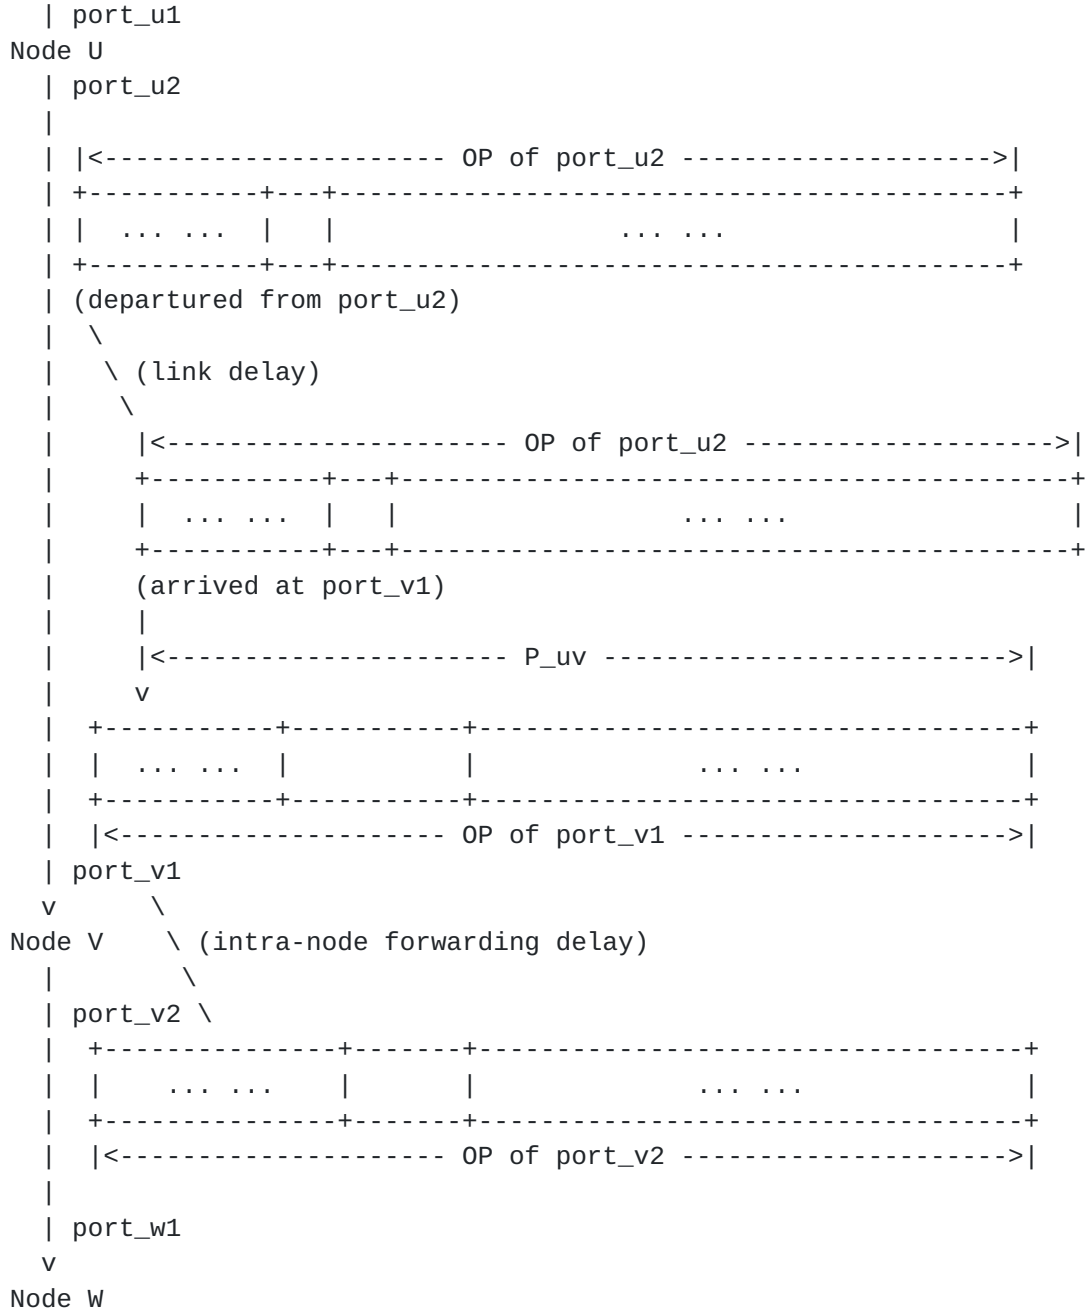 | port_u1
Node U
  | port_u2
  |
  | |<---------------------- OP of port_u2 -------------------->|
  | +-----------+---+-------------------------------------------+
  | |  ... ...  |   |                  ... ...                  |
  | +-----------+---+-------------------------------------------+
  | (departured from port_u2)
  |  \
  |   \ (link delay)
  |    \
  |     |<---------------------- OP of port_u2 -------------------->|
  |     +-----------+---+-------------------------------------------+
  |     |  ... ...  |   |                  ... ...                  |
  |     +-----------+---+-------------------------------------------+
  |     (arrived at port_v1)
  |     |
  |     |<---------------------- P_uv -------------------------->|
  |     v
  |  +-----------+-----------+-----------------------------------+
  |  |  ... ...  |           |              ... ...              |
  |  +-----------+-----------+-----------------------------------+
  |  |<--------------------- OP of port_v1 --------------------->|
  | port_v1
  v      \
Node V    \ (intra-node forwarding delay)
  |        \
  | port_v2 \
  |  +---------------+-------+-----------------------------------+
  |  |    ... ...    |       |              ... ...              |
  |  +---------------+-------+-----------------------------------+
  |  |<--------------------- OP of port_v2 --------------------->|
  |
  | port_w1
  v
Node W